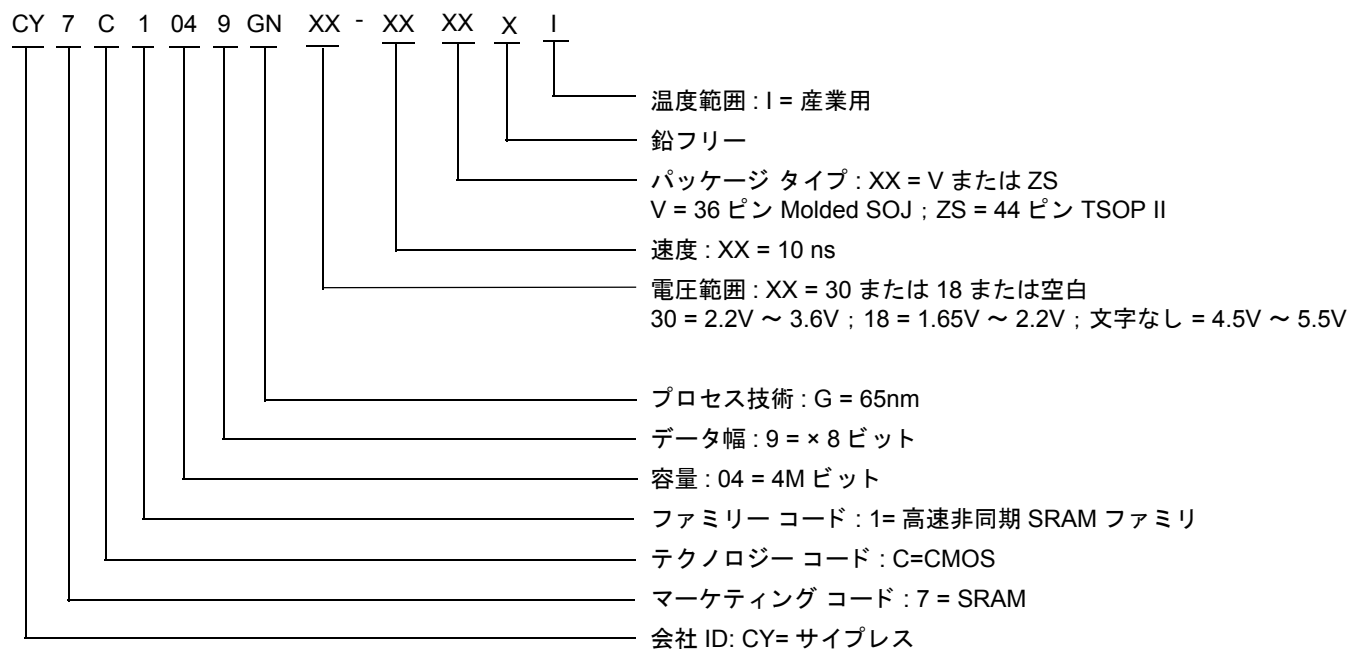 CY 7 C 1 04 9 GN XX - XX XX X I
温度範囲 : I = 産業用
鉛フリー
パッケージ タイプ : XX = V または ZS
V = 36 ピン Molded SOJ ; ZS = 44 ピン TSOP II
速度 : XX = 10 ns
電圧範囲 : XX = 30 または 18 または空白
30 = 2.2V ～ 3.6V ; 18 = 1.65V ～ 2.2V ; 文字なし = 4.5V ～ 5.5V
プロセス技術 : G = 65nm
データ幅 : 9 = × 8 ビット
容量 : 04 = 4M ビット
ファミリー コード : 1= 高速非同期 SRAM ファミリ
テクノロジー コード : C=CMOS
マーケティング コード : 7 = SRAM
会社 ID: CY= サイプレス